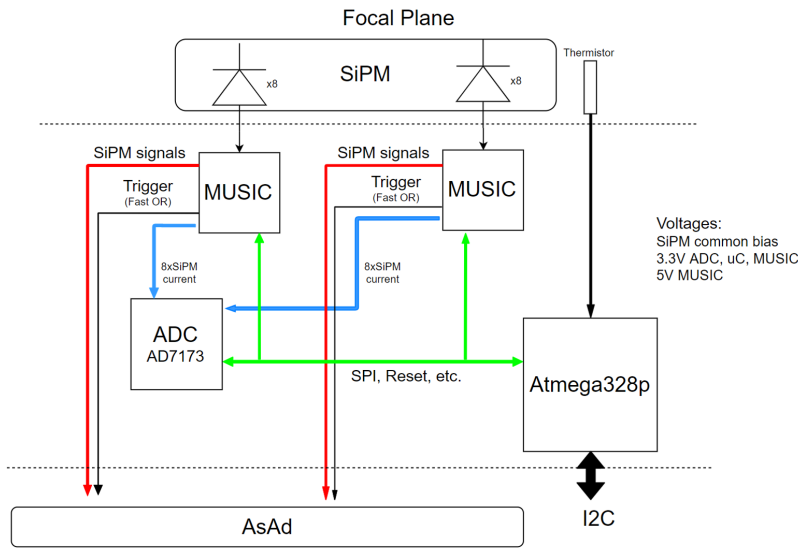 Focal Plane
SiPM
x8
x8
Thermistor
SiPM signals
SiPM signals
MUSIC
MUSIC
Trigger
(Fast OR)
Trigger
(Fast OR)
8xSiPM
current
8xSiPM
current
Voltages:
SiPM common bias
3.3V ADC, uC, MUSIC
5V MUSIC
ADC
AD7173
SPI, Reset, etc.
Atmega328p
I2C
AsAd